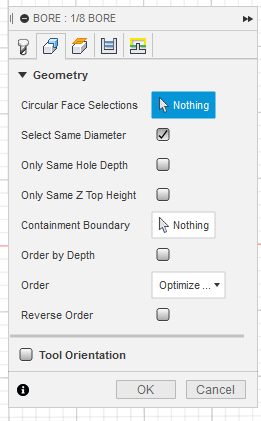 BORE : 1/8 BORE
Geometry
Circular Face Selections Nothing
Select Same Diameter
Only Same Hole Depth
Only Same Z Top Height
Containment Boundary Nothing
Order by Depth
Order Optimize ...
Reverse Order
Tool Orientation
OK Cancel